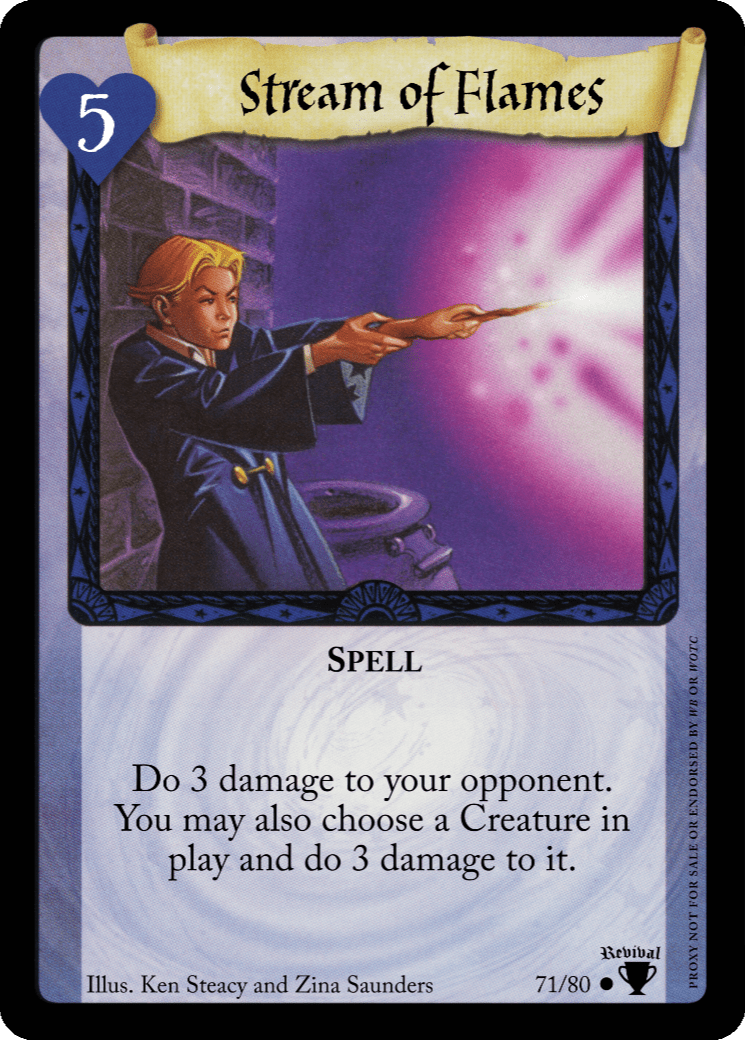 5
Stream of Flames
SPELL
Do 3 damage to your opponent.
You may also choose a Creature in
play and do 3 damage to it.
PROXY NOT FOR SALE OR ENDORSED BY WB OR WOTC
Revival
Illus. Ken Steacy and Zina Saunders
71/80 ●